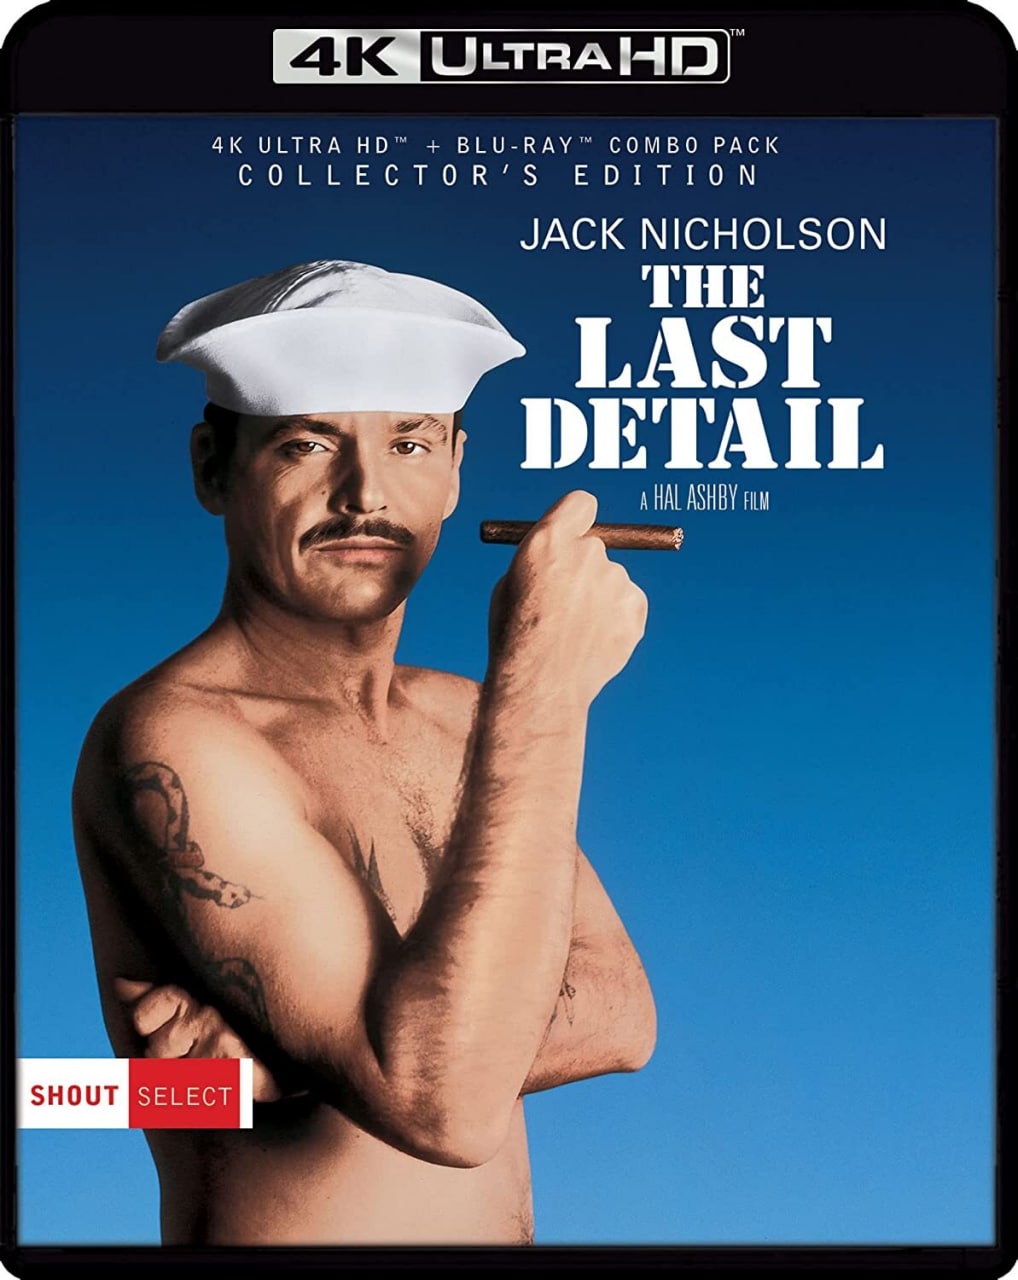 4K ULTRA HD™
4K ULTRA HD™ + BLU-RAY™ COMBO PACK
COLLECTOR'S EDITION
JACK NICHOLSON
THE
LAST
DETAIL
A HAL ASHBY FILM
SHOUT SELECT